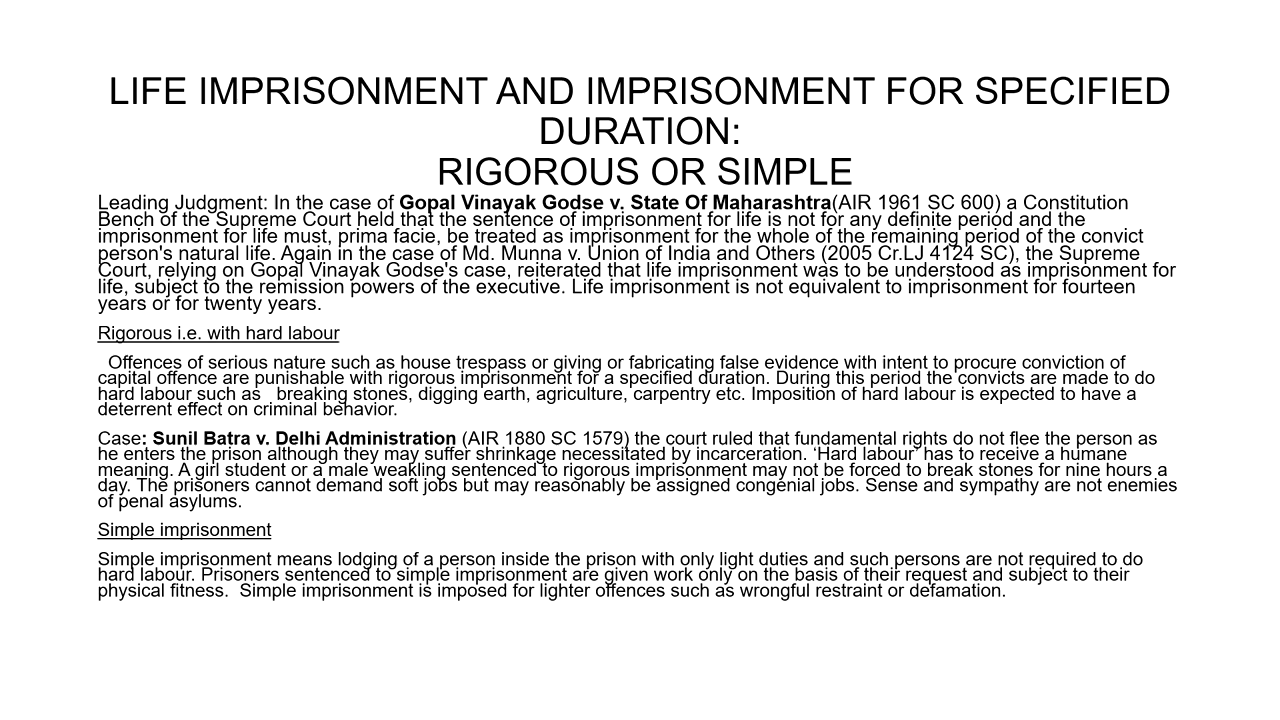 LIFE IMPRISONMENT AND IMPRISONMENT FOR SPECIFIED
DURATION:
RIGOROUS OR SIMPLE
Leading Judgment: In the case of Gopal Vinayak Godse v. State Of Maharashtra(AIR 1961 SC 600) a Constitution
Bench of the Supreme Court held that the sentence of imprisonment for life is not for any definite period and the
imprisonment for life must, prima facie, be treated as imprisonment for the whole of the remaining period of the convict
person's natural life. Again in the case of Md. Munna v. Union of India and Others (2005 Cr.LJ 4124 SC), the Supreme
Court, relying on Gopal Vinayak Godse's case, reiterated that life imprisonment was to be understood as imprisonment for
life, subject to the remission powers of the executive. Life imprisonment is not equivalent to imprisonment for fourteen
years or for twenty years.
Rigorous i.e. with hard labour
Offences of serious nature such as house trespass or giving or fabricating false evidence with intent to procure conviction of
capital offence are punishable with rigorous imprisonment for a specified duration. During this period the convicts are made to do
hard labour such as   breaking stones, digging earth, agriculture, carpentry etc. Imposition of hard labour is expected to have a
deterrent effect on criminal behavior.
Case: Sunil Batra v. Delhi Administration (AIR 1880 SC 1579) the court ruled that fundamental rights do not flee the person as
he enters the prison although they may suffer shrinkage necessitated by incarceration. ‘Hard labour’ has to receive a humane
meaning. A girl student or a male weakling sentenced to rigorous imprisonment may not be forced to break stones for nine hours a
day. The prisoners cannot demand soft jobs but may reasonably be assigned congenial jobs. Sense and sympathy are not enemies
of penal asylums.
Simple imprisonment
Simple imprisonment means lodging of a person inside the prison with only light duties and such persons are not required to do
hard labour. Prisoners sentenced to simple imprisonment are given work only on the basis of their request and subject to their
physical fitness.  Simple imprisonment is imposed for lighter offences such as wrongful restraint or defamation.